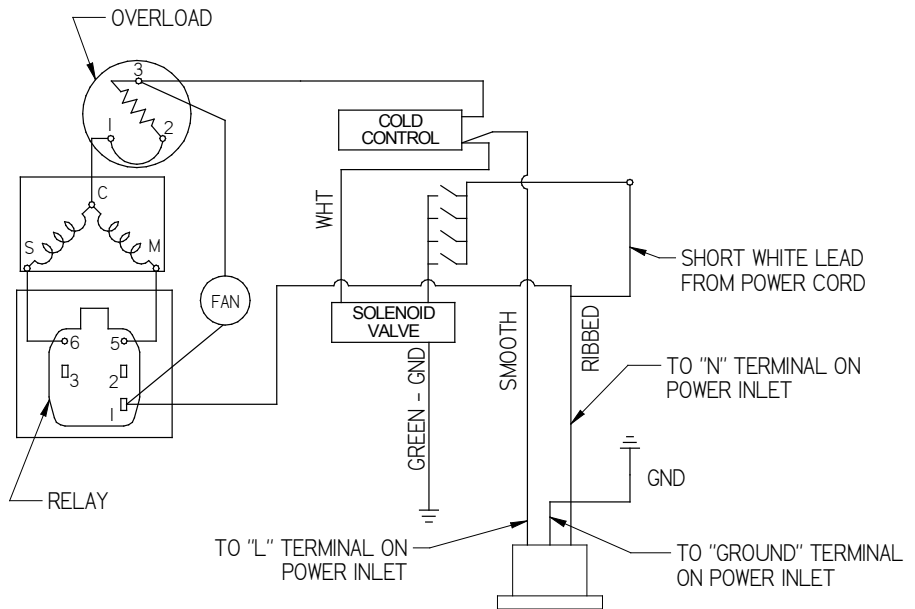 OVERLOAD
3
1
2
COLD
CONTROL
C
S
M
WHT
SHORT WHITE LEAD
FROM POWER CORD
FAN
SOLENOID
VALVE
6
5
3
2
1
SMOOTH
RIBBED
GREEN - GND
TO "N" TERMINAL ON
POWER INLET
GND
RELAY
TO "L" TERMINAL ON
POWER INLET
TO "GROUND" TERMINAL
ON POWER INLET